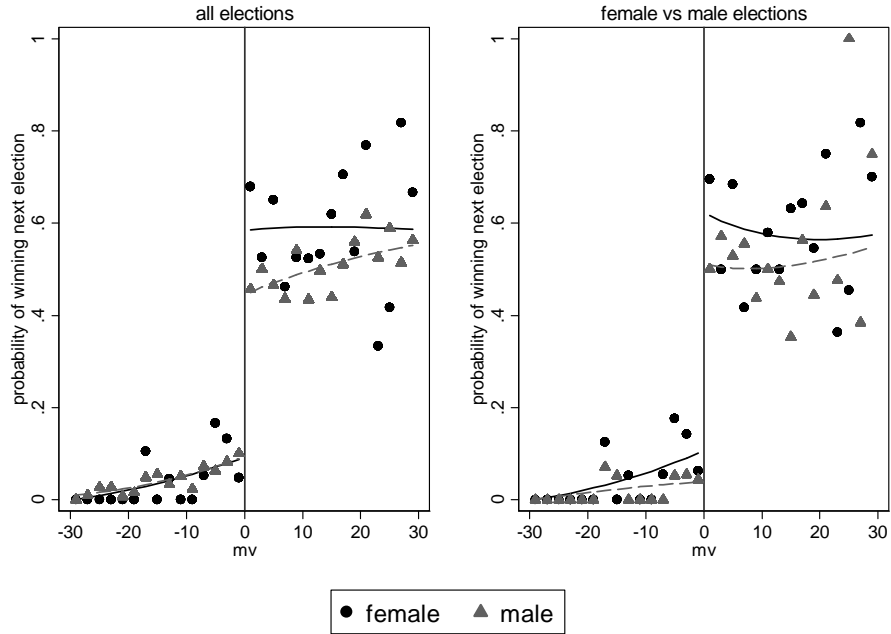 all elections
probability of winning next election
1
.8
.6
.4
.2
0
-30 -20 -10 0 10 20 30
mv
female vs male elections
probability of winning next election
1
.8
.6
.4
.2
0
-30 -20 -10 0 10 20 30
mv
female male